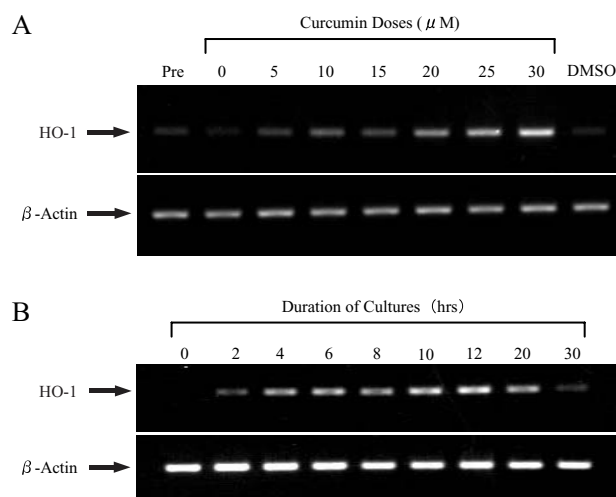 A
Curcumin Doses ( μ M)
Pre 0 5 10 15 20 25 30 DMSO
HO-1
β-Actin
B
Duration of Cultures (hrs)
0 2 4 6 8 10 12 20 30
HO-1
β-Actin